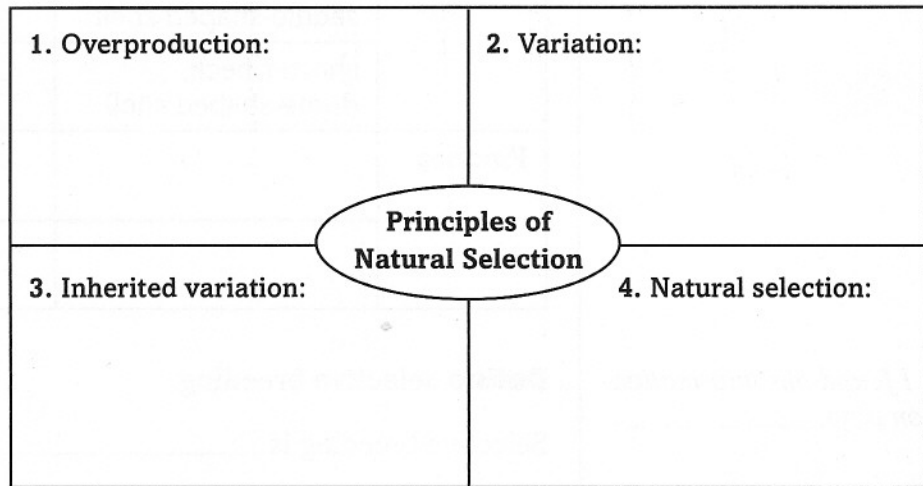 1. Overproduction:
2. Variation:
Principles of
Natural Selection
3. Inherited variation:
4. Natural selection: